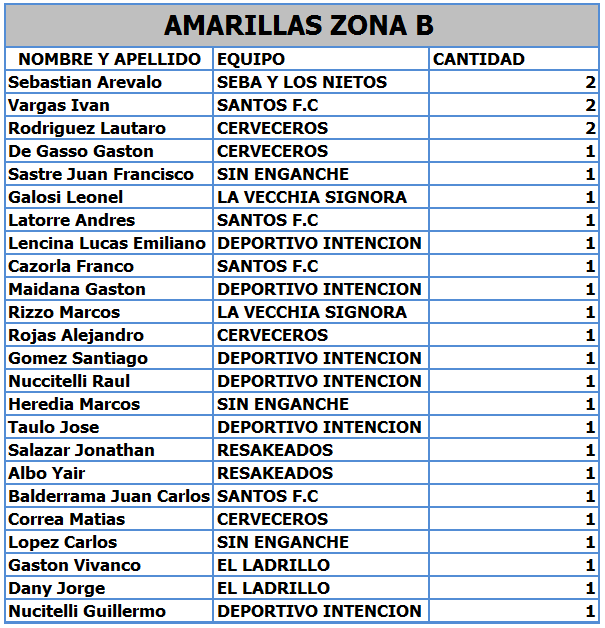 AMARILLAS ZONA B
NOMBRE Y APELLIDO EQUIPO CANTIDAD
Sebastian Arevalo SEBA Y LOS NIETOS 2
Vargas Ivan SANTOS F.C 2
Rodriguez Lautaro CERVECEROS 2
De Gasso Gaston CERVECEROS 1
Sastre Juan Francisco SIN ENGANCHE 1
Galosi Leonel LA VECCHIA SIGNORA 1
Latorre Andres SANTOS F.C 1
Lencina Lucas Emiliano DEPORTIVO INTENCION 1
Cazorla Franco SANTOS F.C 1
Maidana Gaston DEPORTIVO INTENCION 1
Rizzo Marcos LA VECCHIA SIGNORA 1
Rojas Alejandro CERVECEROS 1
Gomez Santiago DEPORTIVO INTENCION 1
Nuccitelli Raul DEPORTIVO INTENCION 1
Heredia Marcos SIN ENGANCHE 1
Taulo Jose DEPORTIVO INTENCION 1
Salazar Jonathan RESAKEADOS 1
Albo Yair RESAKEADOS 1
Balderrama Juan Carlos SANTOS F.C 1
Correa Matias CERVECEROS 1
Lopez Carlos SIN ENGANCHE 1
Gaston Vivanco EL LADRILLO 1
Dany Jorge EL LADRILLO 1
Nucitelli Guillermo DEPORTIVO INTENCION 1